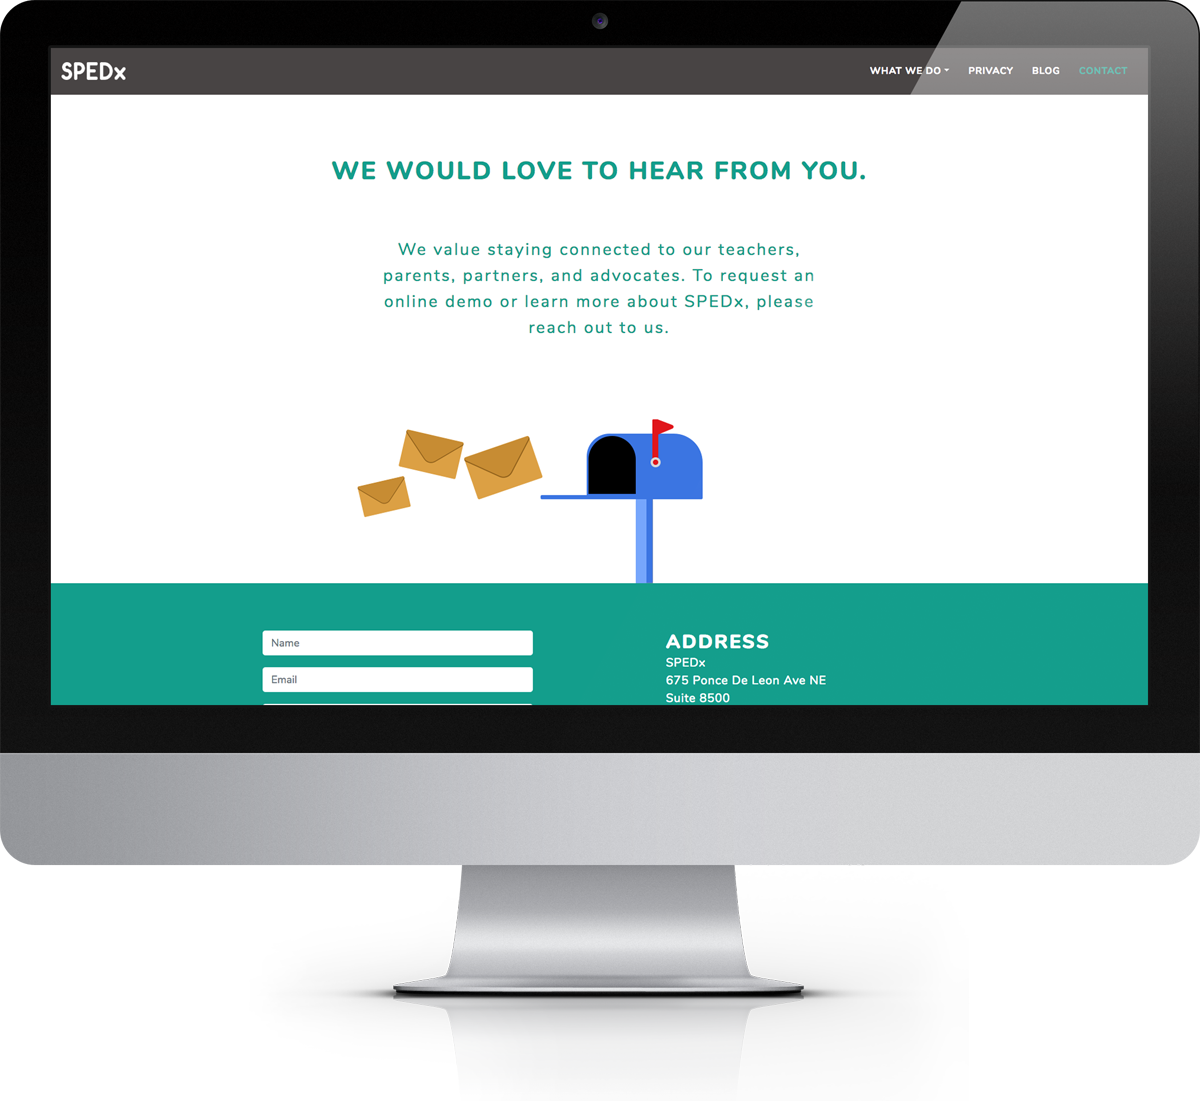 SPEDx
WHAT WE DO
PRIVACY
BLOG
CONTACT
WE WOULD LOVE TO HEAR FROM YOU.
We value staying connected to our teachers,
parents, partners, and advocates. To request an
online demo or learn more about SPEDx, please
reach out to us.
Name
Email
ADDRESS
SPEDx
675 Ponce De Leon Ave NE
Suite 8500